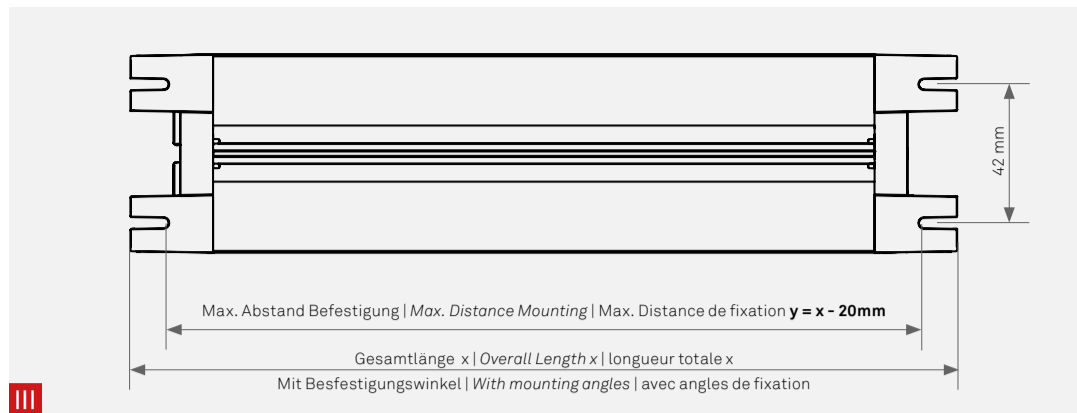 42 mm
Max. Abstand Befestigung | Max. Distance Mounting | Max. Distance de fixation y = x - 20mm
Gesamtlänge x | Overall Length x | longueur totale x
Mit Besfestigungswinkel | With mounting angles | avec angles de fixation
III